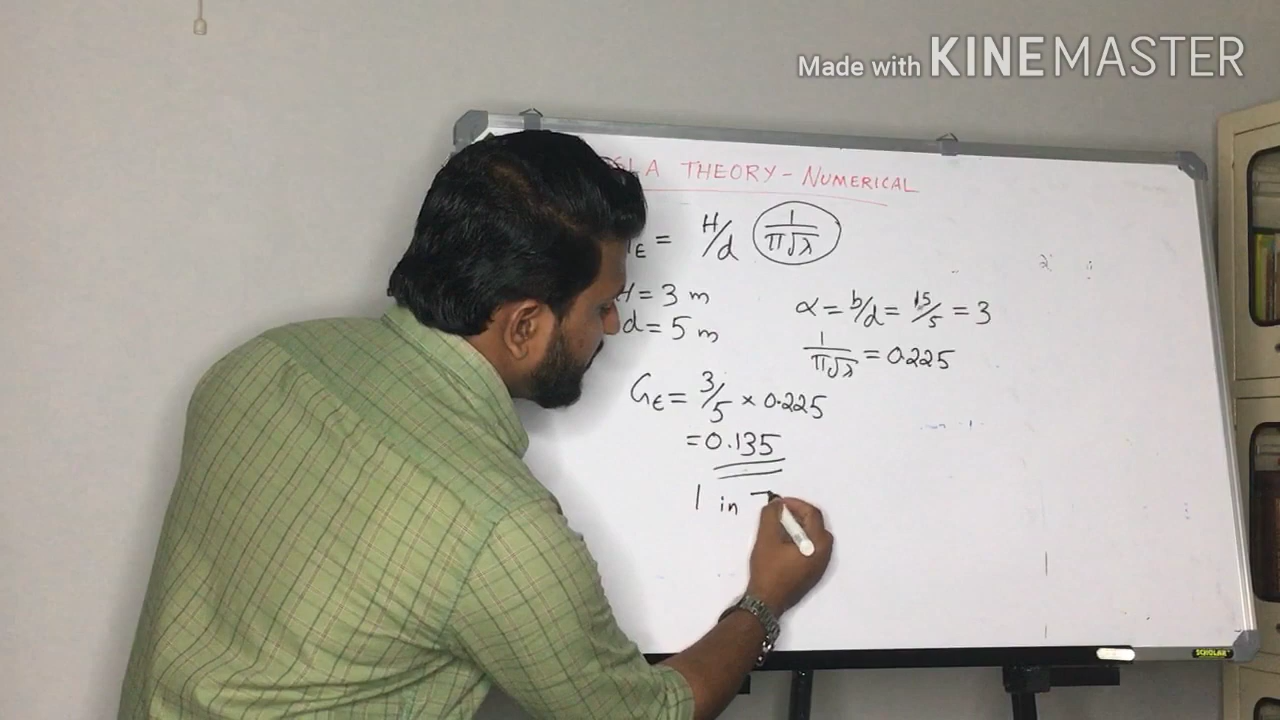 Made with KINEMASTER
THEORY - NUMERICAL
= H/d 1/π√λ
H = 3 m
d = 5 m
α = b/d = 15/5 = 3
1/π√λ = 0.225
GE = 3/5 × 0.225
= 0.135
1 in 7
SCHOLAR